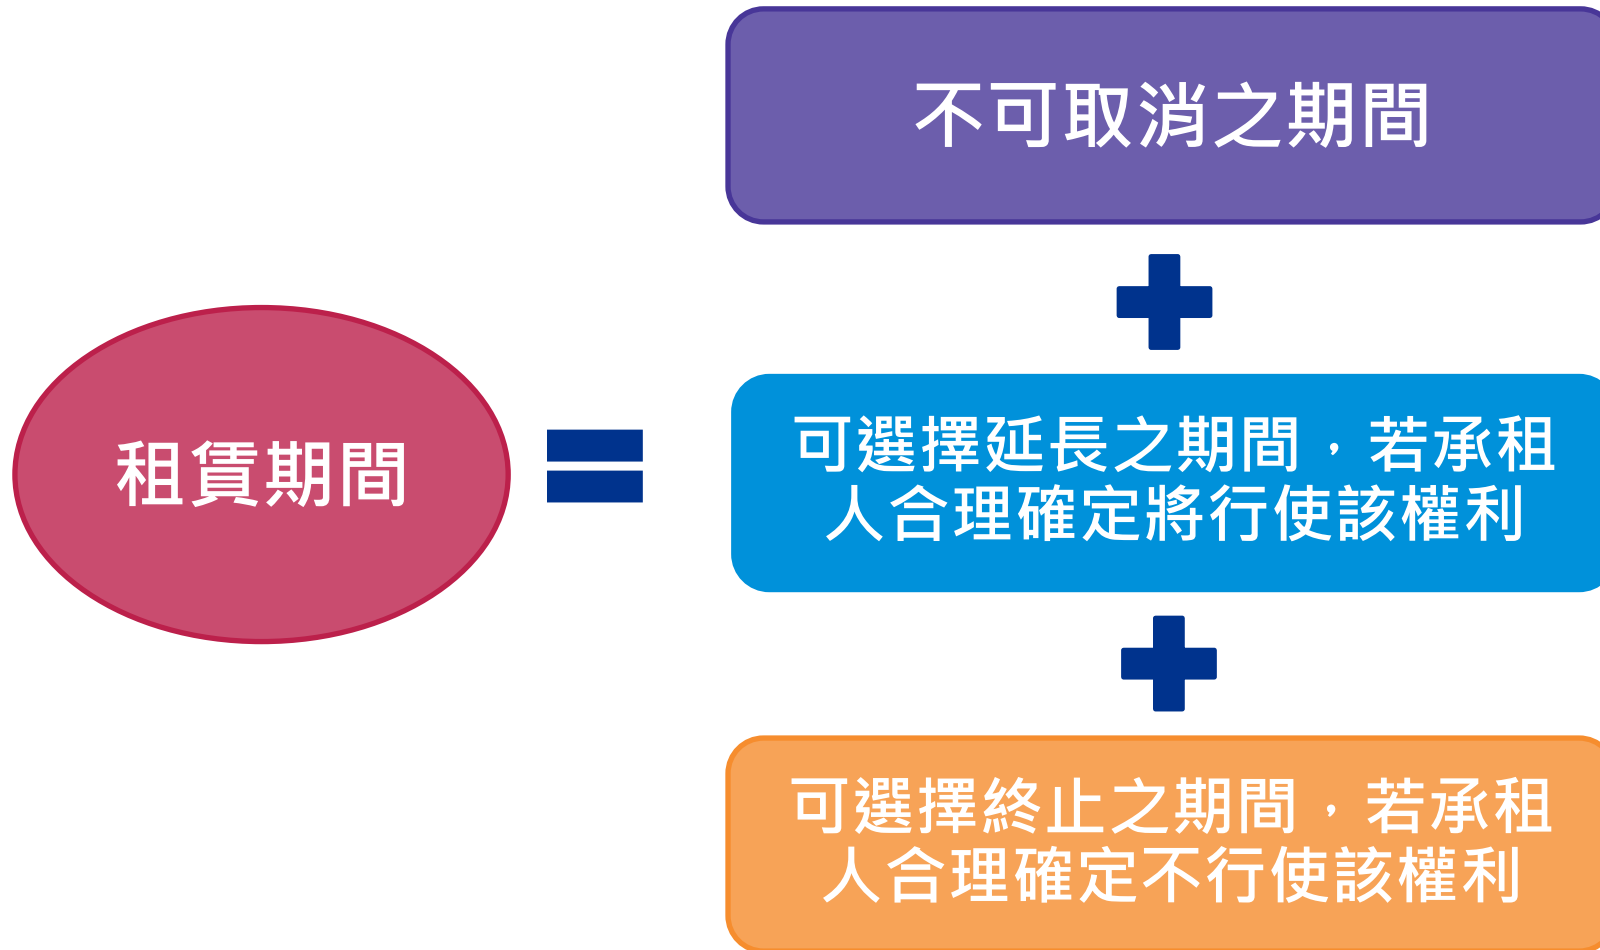 不可取消之期間
租賃期間
可選擇延長之期間，若承租
人合理確定將行使該權利
可選擇終止之期間，若承租
人合理確定不行使該權利